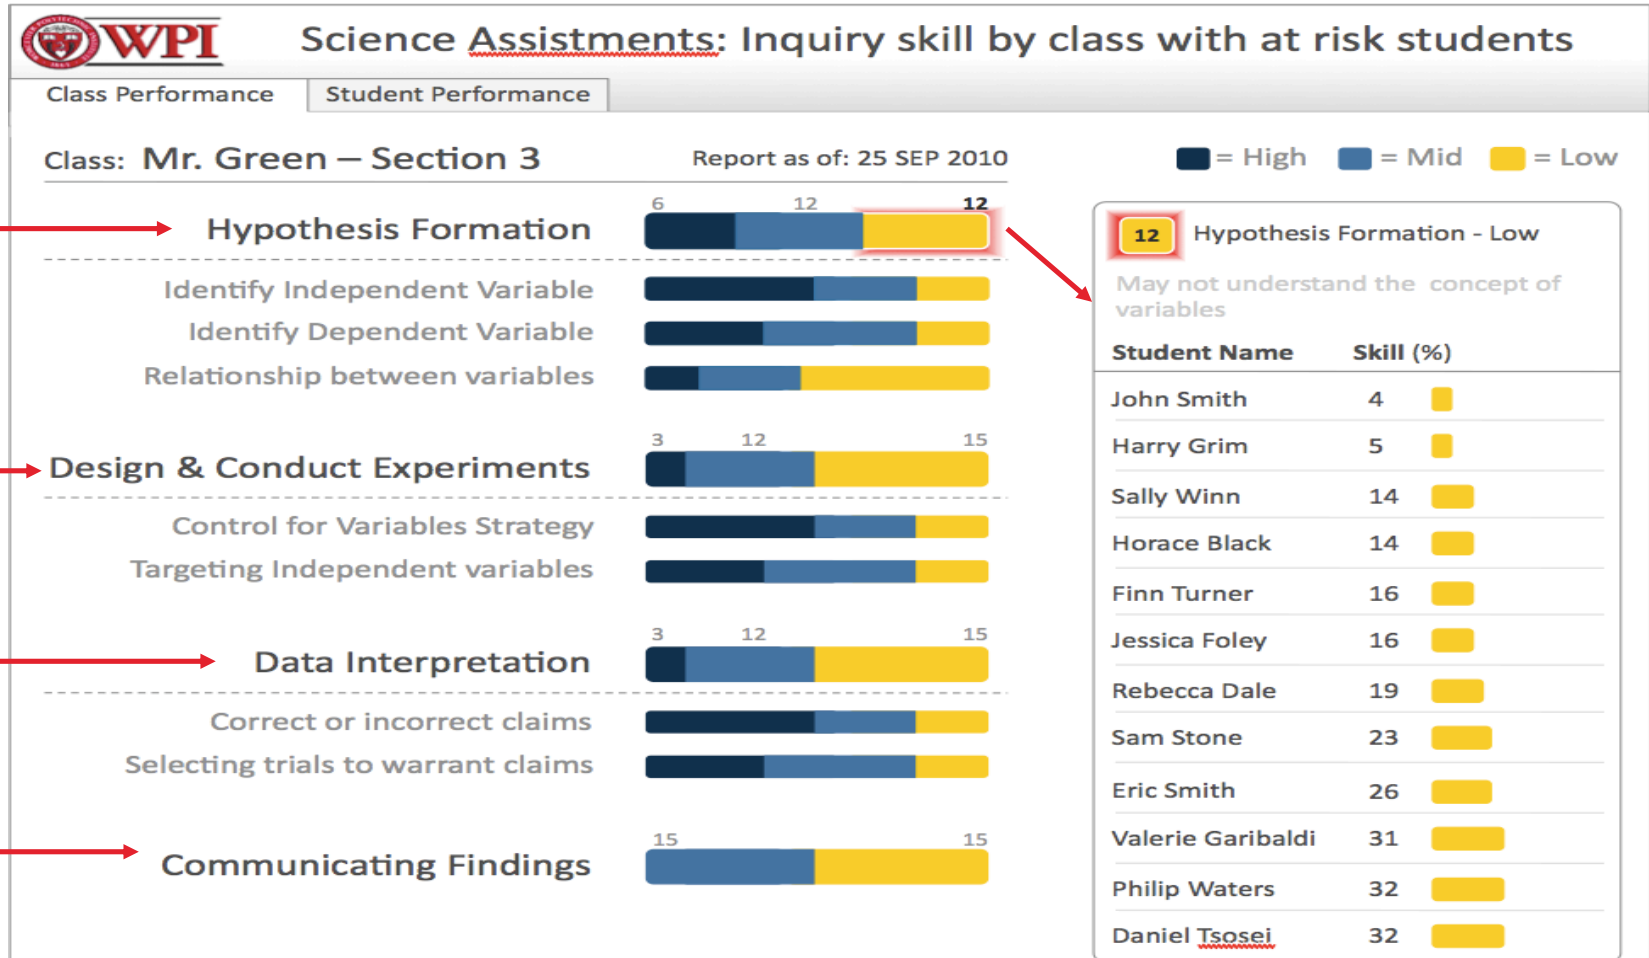 WPI
Science Assistments: Inquiry skill by class with at risk students
Class Performance
Student Performance
Class: Mr. Green – Section 3
Report as of: 25 SEP 2010
= High = Mid = Low
6 12 12
Hypothesis Formation
Identify Independent Variable
Identify Dependent Variable
Relationship between variables
3 12 15
Design & Conduct Experiments
Control for Variables Strategy
Targeting Independent variables
3 12 15
Data Interpretation
Correct or incorrect claims
Selecting trials to warrant claims
15 15
Communicating Findings
12 Hypothesis Formation - Low
May not understand the concept of
variables
Student Name Skill (%)
John Smith 4
Harry Grim 5
Sally Winn 14
Horace Black 14
Finn Turner 16
Jessica Foley 16
Rebecca Dale 19
Sam Stone 23
Eric Smith 26
Valerie Garibaldi 31
Philip Waters 32
Daniel Tsosei 32